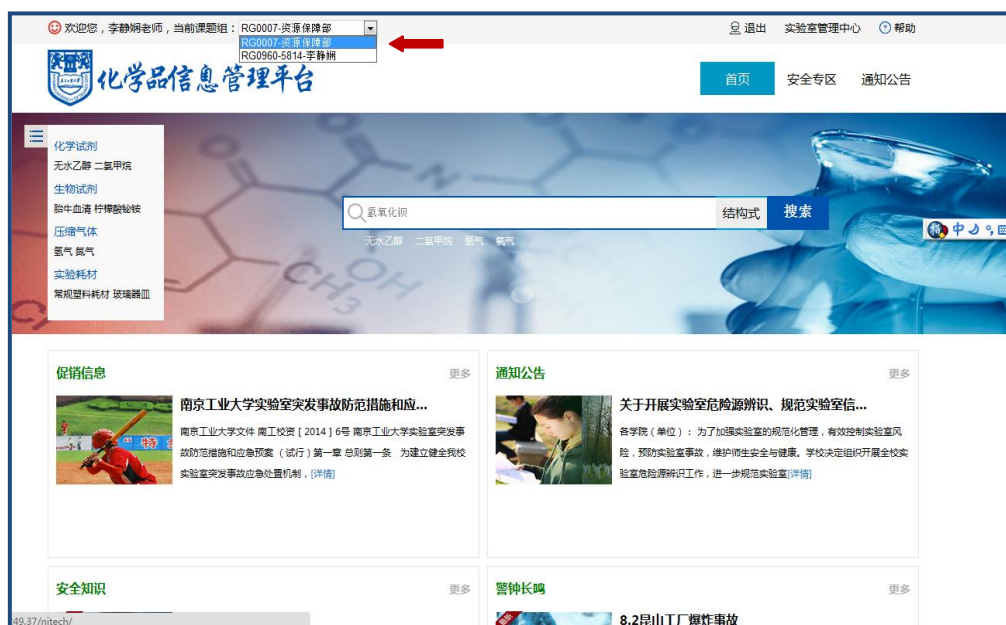 欢迎您，李静娴老师，当前课题组： RG0007-资源保障部
RG0007-资源保障部
RG0960-5814-李静娴
退出 实验室管理中心 帮助
化学品信息管理平台
首页 安全专区 通知公告
化学试剂
无水乙醇 二氯甲烷
生物试剂
胎牛血清 柠檬酸铋铵
压缩气体
氢气 氮气
实验耗材
常规塑料耗材 玻璃器皿
氢氧化钡 结构式 搜索
无水乙醇 二氯甲烷 氢气 氧气
CH3
OH
N
中
促销信息 更多
南京工业大学实验室突发事故防范措施和应...
南京工业大学文件 南工校资 [ 2014 ] 6号 南京工业大学实验室突发事
故防范措施和应急预案 （ 试行 ）第一章 总则第一条 为建立健全我校
实验室突发事故应急处置机制，[详情]
通知公告 更多
关于开展实验室危险源辨识、规范实验室信...
各学院（ 单位 ）： 为了加强实验室的规范化管理，有效控制实验室风
险，预防实验室事故，维护师生安全与健康。学校决定组织开展全校实
验室危险源辨识工作，进一步规范实验室[详情]
安全知识 更多
警钟长鸣 更多
8.2昆山工厂爆炸事故
49.37/nitech/